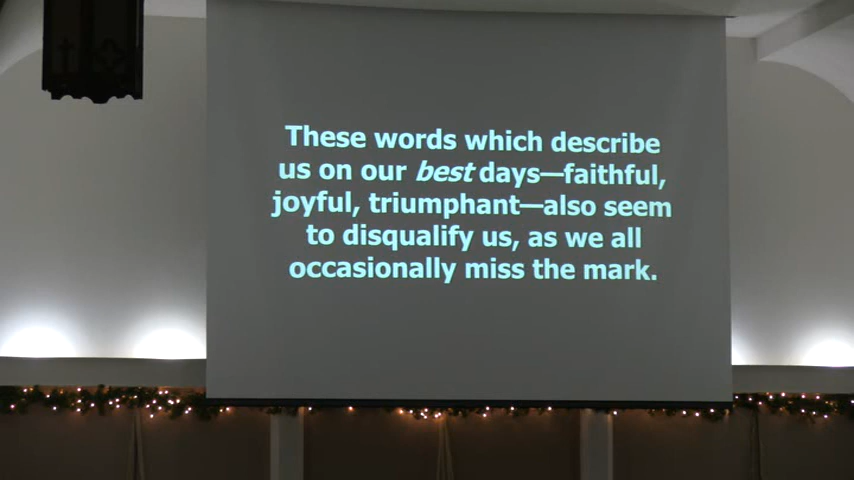 These words which describe
us on our best days—faithful,
joyful, triumphant—also seem
to disqualify us, as we all
occasionally miss the mark.